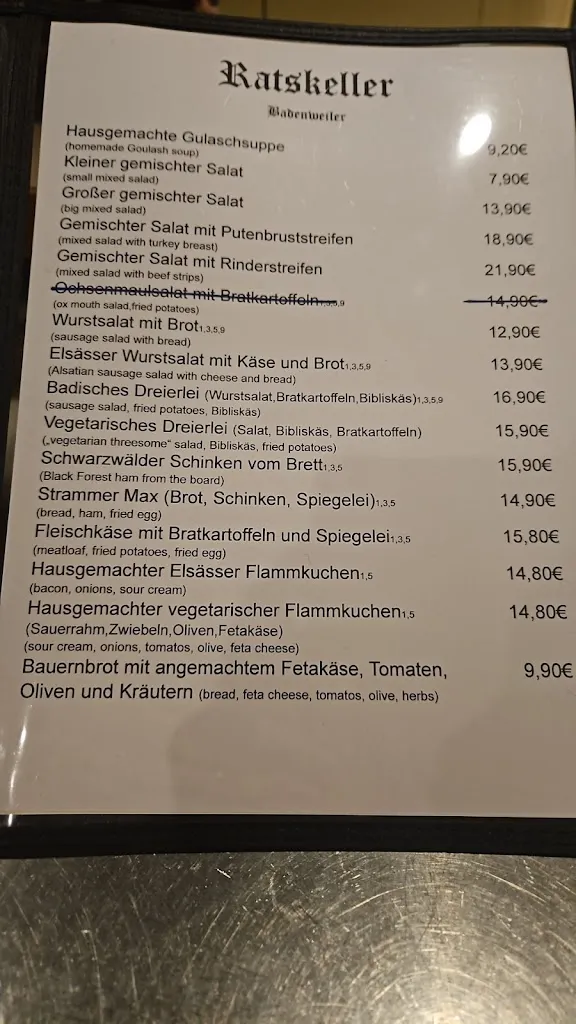 Ratskeller
Badenweiler
Hausgemachte Gulaschsuppe 9,20€
(homemade Goulash soup)
Kleiner gemischter Salat 7,90€
(small mixed salad)
Großer gemischter Salat 13,90€
(big mixed salad)
Gemischter Salat mit Putenbruststreifen 18,90€
(mixed salad with turkey breast)
Gemischter Salat mit Rinderstreifen 21,90€
(mixed salad with beef strips)
Ochsenmaulsalat mit Bratkartoffeln1,3,5,9 14,90€
(ox mouth salad,fried potatoes)
Wurstsalat mit Brot1,3,5,9 12,90€
(sausage salad with bread)
Elsässer Wurstsalat mit Käse und Brot1,3,5,9 13,90€
(Alsatian sausage salad with cheese and bread)
Badisches Dreierlei (Wurstsalat,Bratkartoffeln,Bibliskäs)1,3,5,9 16,90€
(sausage salad, fried potatoes, Bibliskäs)
Vegetarisches Dreierlei (Salat, Bibliskäs, Bratkartoffeln) 15,90€
(„vegetarian threesome“ salad, Bibliskäs, fried potatoes)
Schwarzwälder Schinken vom Brett1,3,5 15,90€
(Black Forest ham from the board)
Strammer Max (Brot, Schinken, Spiegelei)1,3,5 14,90€
(bread, ham, fried egg)
Fleischkäse mit Bratkartoffeln und Spiegelei1,3,5 15,80€
(meatloaf, fried potatoes, fried egg)
Hausgemachter Elsässer Flammkuchen1,5 14,80€
(bacon, onions, sour cream)
Hausgemachter vegetarischer Flammkuchen1,5 14,80€
(Sauerrahm,Zwiebeln,Oliven,Fetakäse)
(sour cream, onions, tomatos, olive, feta cheese)
Bauernbrot mit angemachtem Fetakäse, Tomaten, 9,90€
Oliven und Kräutern (bread, feta cheese, tomatos, olive, herbs)